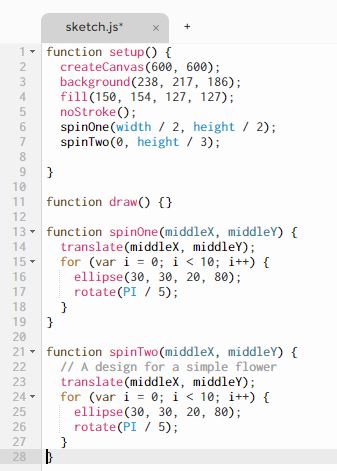 sketch.js* × +
1 function setup() {
2   createCanvas(600, 600);
3   background(238, 217, 186);
4   fill(150, 154, 127, 127);
5   noStroke();
6   spinOne(width / 2, height / 2);
7   spinTwo(0, height / 3);
8
9 }
10
11 function draw() {}
12
13 function spinOne(middleX, middleY) {
14   translate(middleX, middleY);
15   for (var i = 0; i < 10; i++) {
16     ellipse(30, 30, 20, 80);
17     rotate(PI / 5);
18   }
19 }
20
21 function spinTwo(middleX, middleY) {
22   // A design for a simple flower
23   translate(middleX, middleY);
24   for (var i = 0; i < 10; i++) {
25     ellipse(30, 30, 20, 80);
26     rotate(PI / 5);
27   }
28 }